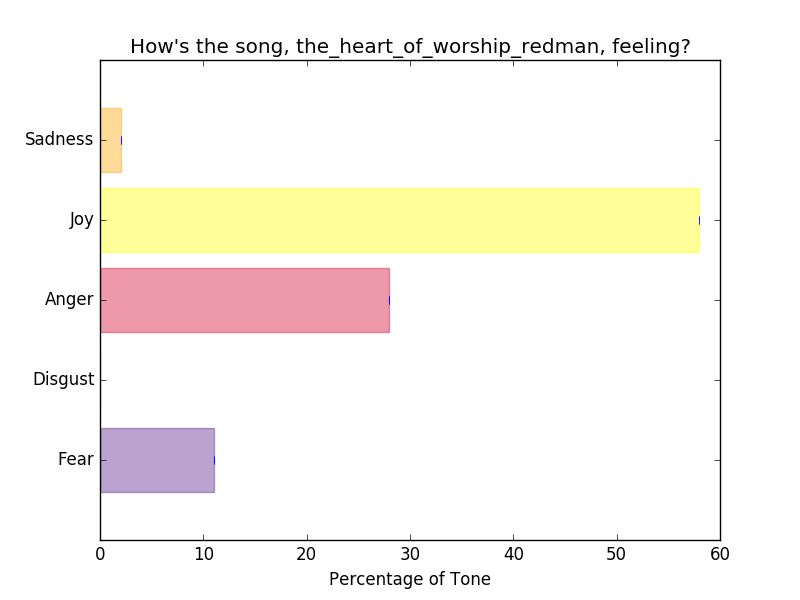 How's the song, the_heart_of_worship_redman, feeling?
Sadness
Joy
Anger
Disgust
Fear
0 10 20 30 40 50 60
Percentage of Tone